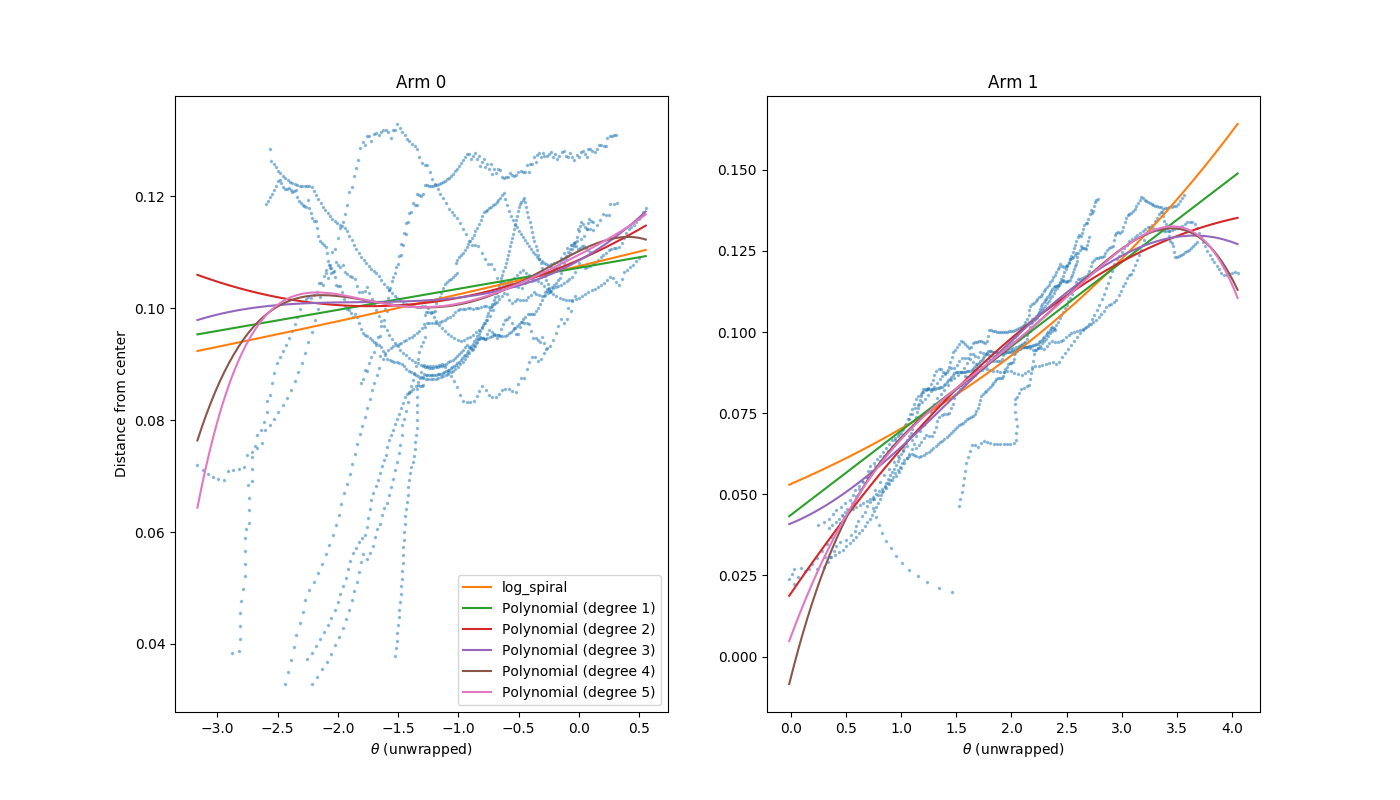 Arm 0
Distance from center
0.12
0.10
0.08
0.06
0.04
−3.0 −2.5 −2.0 −1.5 −1.0 −0.5 0.0 0.5
θ (unwrapped)
log_spiral
Polynomial (degree 1)
Polynomial (degree 2)
Polynomial (degree 3)
Polynomial (degree 4)
Polynomial (degree 5)
Arm 1
0.150
0.125
0.100
0.075
0.050
0.025
0.000
0.0 0.5 1.0 1.5 2.0 2.5 3.0 3.5 4.0
θ (unwrapped)